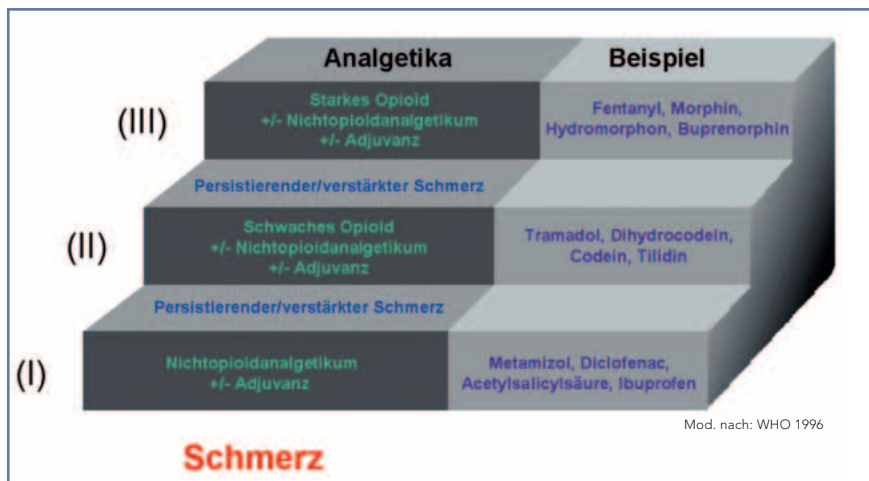 Analgetika
Beispiel
(III)
Starkes Opioid
+/- Nichtopioidanalgetikum
+/- Adjuvanz
Fentanyl, Morphin,
Hydromorphon, Buprenorphin
Persistierender/verstärkter Schmerz
(II)
Schwaches Opioid
+/- Nichtopioidanalgetikum
+/- Adjuvanz
Tramadol, Dihydrocodein,
Codein, Tilidin
Persistierender/verstärkter Schmerz
(I)
Nichtopioidanalgetikum
+/- Adjuvanz
Metamizol, Diclofenac,
Acetylsalicylsäure, Ibuprofen
Mod. nach: WHO 1996
Schmerz